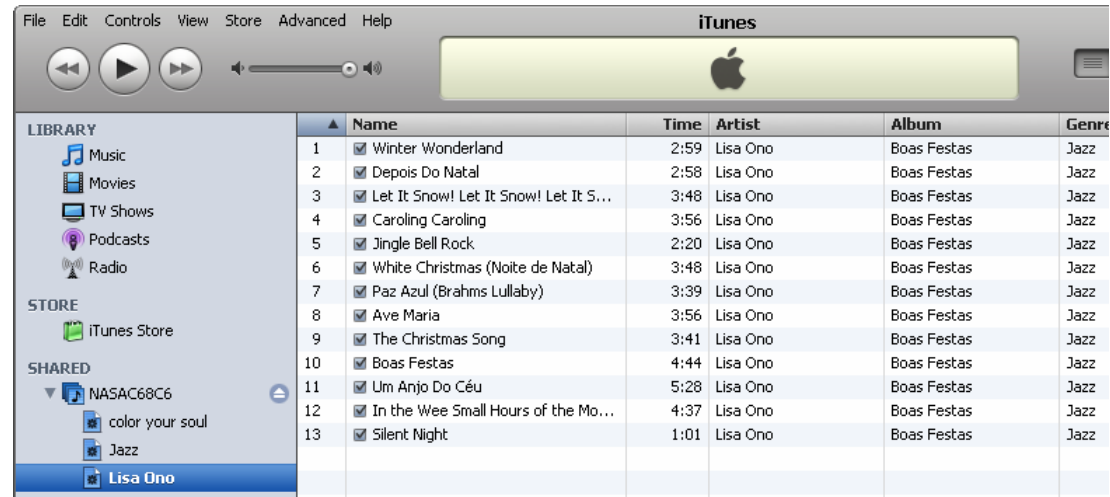 File Edit Controls View Store Advanced Help
iTunes
LIBRARY
Music
Movies
TV Shows
Podcasts
Radio
STORE
iTunes Store
SHARED
NASAC68C6
color your soul
Jazz
Lisa Ono
Name Time Artist Album Genre
1 Winter Wonderland 2:59 Lisa Ono Boas Festas Jazz
2 Depois Do Natal 2:58 Lisa Ono Boas Festas Jazz
3 Let It Snow! Let It Snow! Let It S... 3:48 Lisa Ono Boas Festas Jazz
4 Caroling Caroling 3:56 Lisa Ono Boas Festas Jazz
5 Jingle Bell Rock 2:20 Lisa Ono Boas Festas Jazz
6 White Christmas (Noite de Natal) 3:48 Lisa Ono Boas Festas Jazz
7 Paz Azul (Brahms Lullaby) 3:39 Lisa Ono Boas Festas Jazz
8 Ave Maria 3:56 Lisa Ono Boas Festas Jazz
9 The Christmas Song 3:41 Lisa Ono Boas Festas Jazz
10 Boas Festas 4:44 Lisa Ono Boas Festas Jazz
11 Um Anjo Do Céu 5:28 Lisa Ono Boas Festas Jazz
12 In the Wee Small Hours of the Mo... 4:37 Lisa Ono Boas Festas Jazz
13 Silent Night 1:01 Lisa Ono Boas Festas Jazz